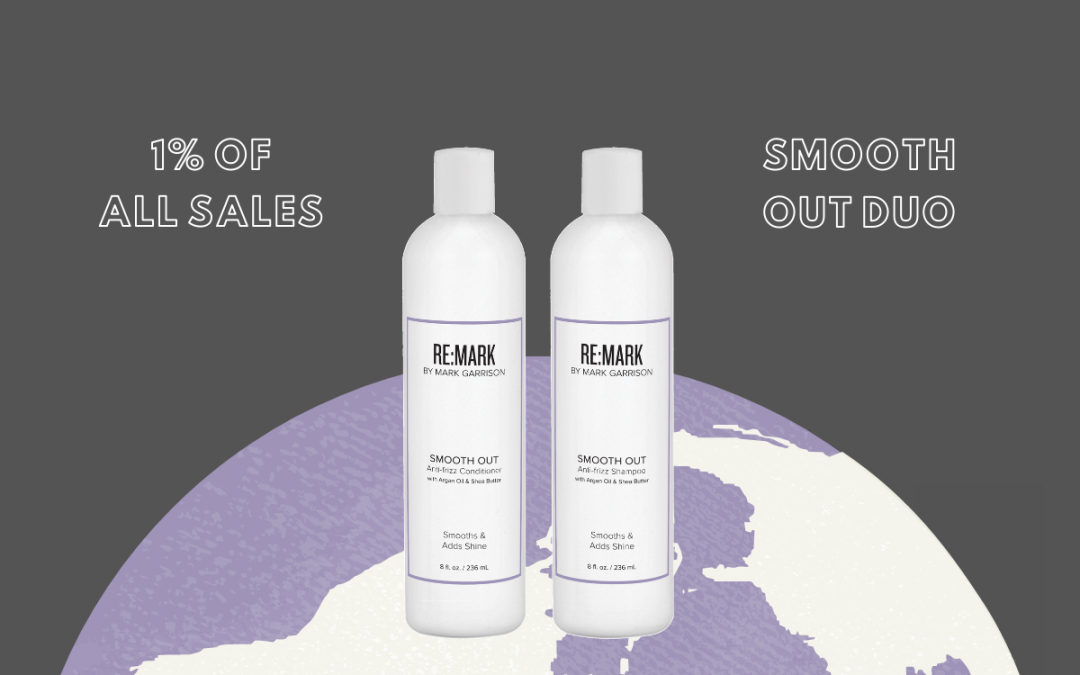 1% OF
ALL SALES
SMOOTH
OUT DUO
RE:MARK
BY MARK GARRISON
SMOOTH OUT
Anti-frizz Conditioner
with Argan Oil & Shea Butter
Smooths &
Adds Shine
8 fl. oz. / 236 mL
RE:MARK
BY MARK GARRISON
SMOOTH OUT
Anti-frizz Shampoo
with Argan Oil & Shea Butter
Smooths &
Adds Shine
8 fl. oz. / 236 mL